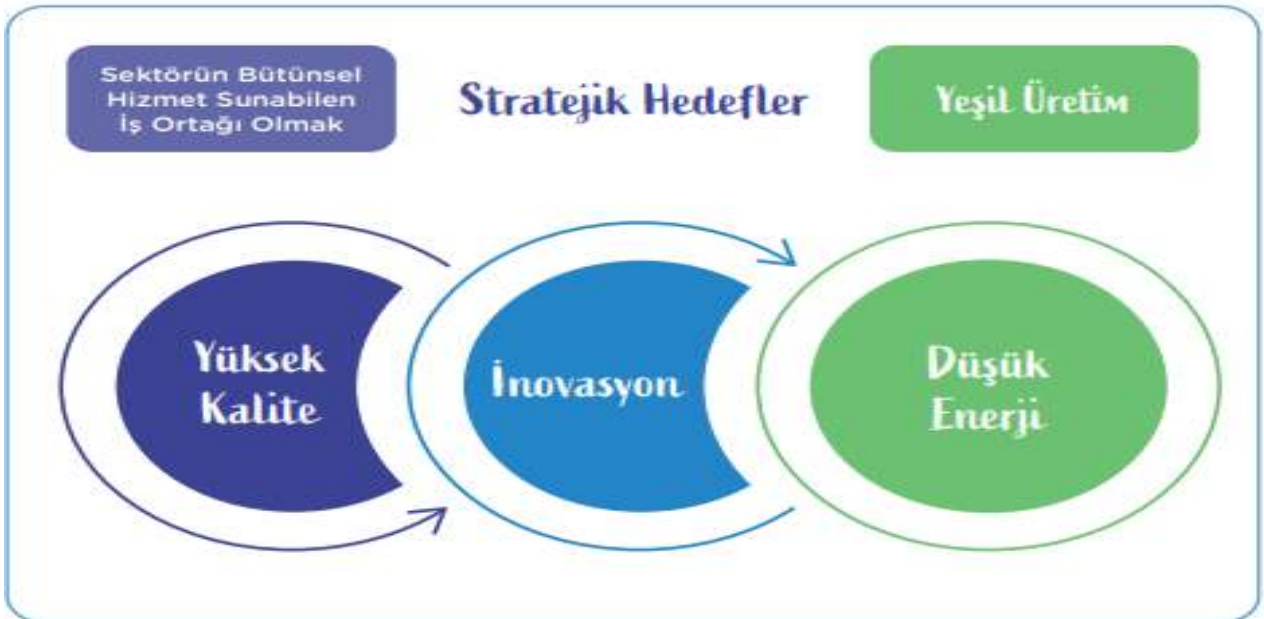 Sektörün Bütünsel
Hizmet Sunabilen
İş Ortağı Olmak
Stratejik Hedefler
Yeşil Üretim
Yüksek
Kalite
İnovasyon
Düşük
Enerji